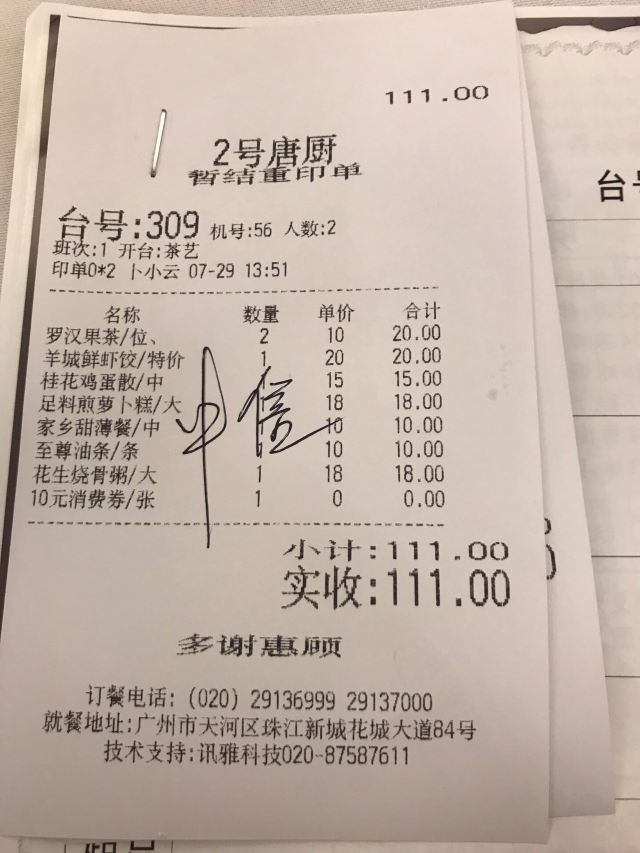 111.00
2号唐厨
暂结重印单
台号:309 机号:56 人数:2
班次:1 开台:茶艺
印单0*2 卜小云 07-29 13:51
名称 数量 单价 合计
罗汉果茶/位、 2 10 20.00
羊城鲜虾饺/特价 1 20 20.00
桂花鸡蛋散/中 15 15.00
足料煎萝卜糕/大 18 18.00
家乡甜薄餐/中 10 10.00
至尊油条/条 10 10.00
花生烧骨粥/大 1 18 18.00
10元消费券/张 1 0 0.00
中信
小计:111.00
实收:111.00
多谢惠顾
订餐电话:(020) 29136999 29137000
就餐地址:广州市天河区珠江新城花城大道84号
技术支持:讯雅科技020-87587611
台号